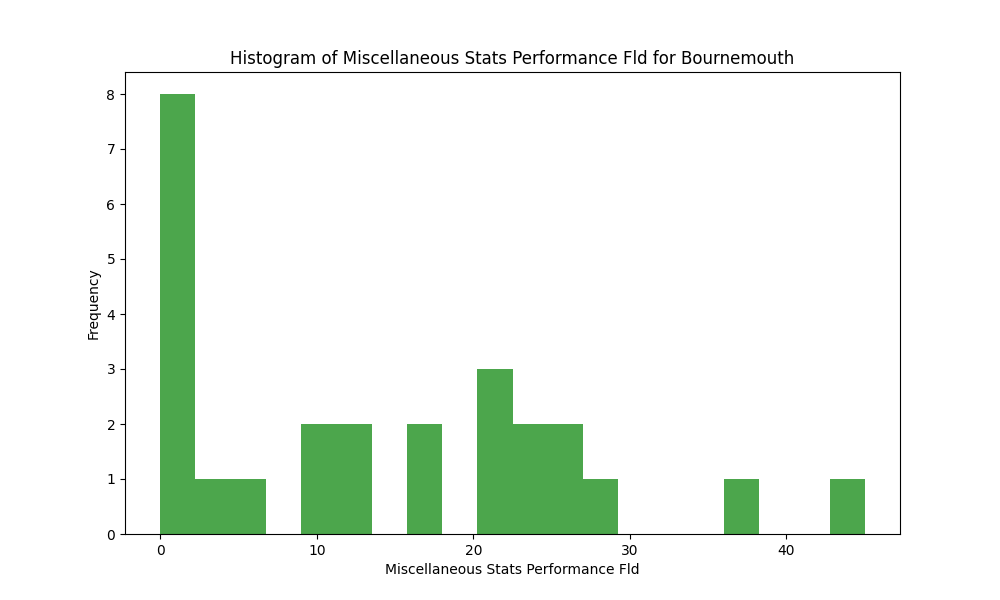 Histogram of Miscellaneous Stats Performance Fld for Bournemouth
8
7
6
5
4
3
2
1
0
Frequency
0 10 20 30 40
Miscellaneous Stats Performance Fld